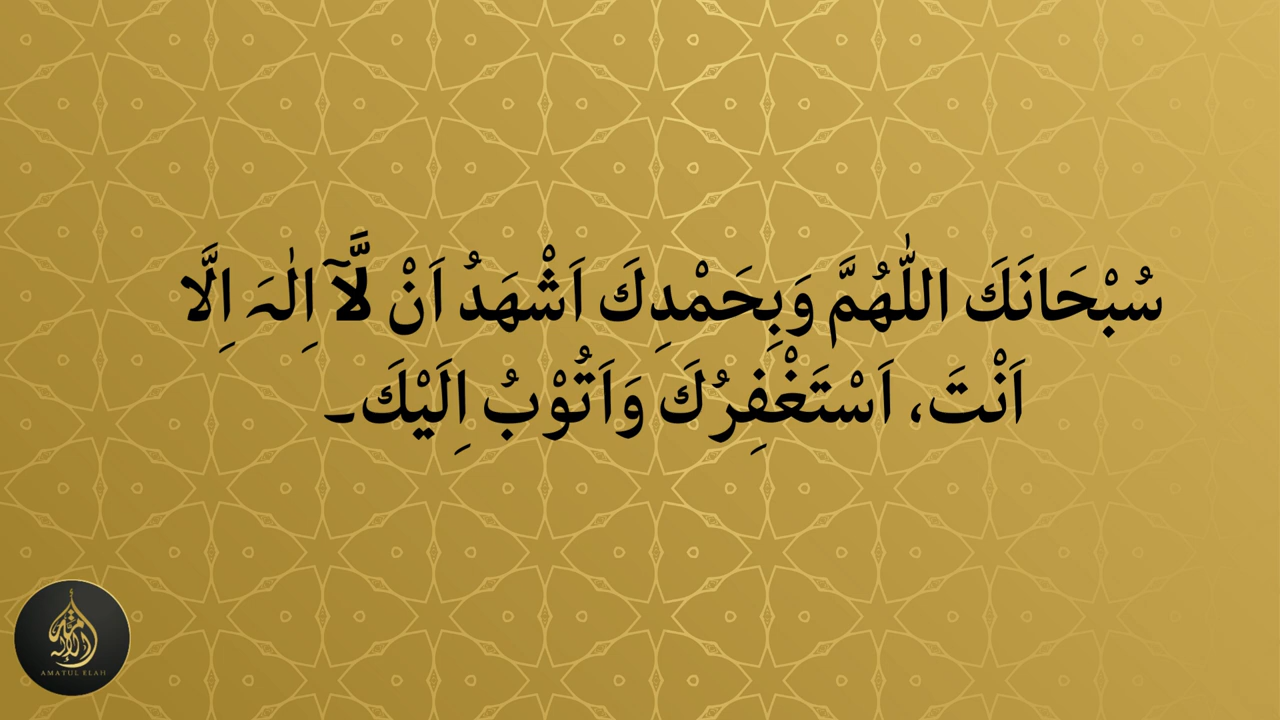 سُبْحَانَكَ اللّٰهُمَّ وَبِحَمْدِكَ اَشْهَدُ اَنْ لَّآ اِلٰہَ اِلَّا
اَنْتَ، اَسْتَغْفِرُكَ وَاَتُوْبُ اِلَيْكَ۔
AMATUL ELAH